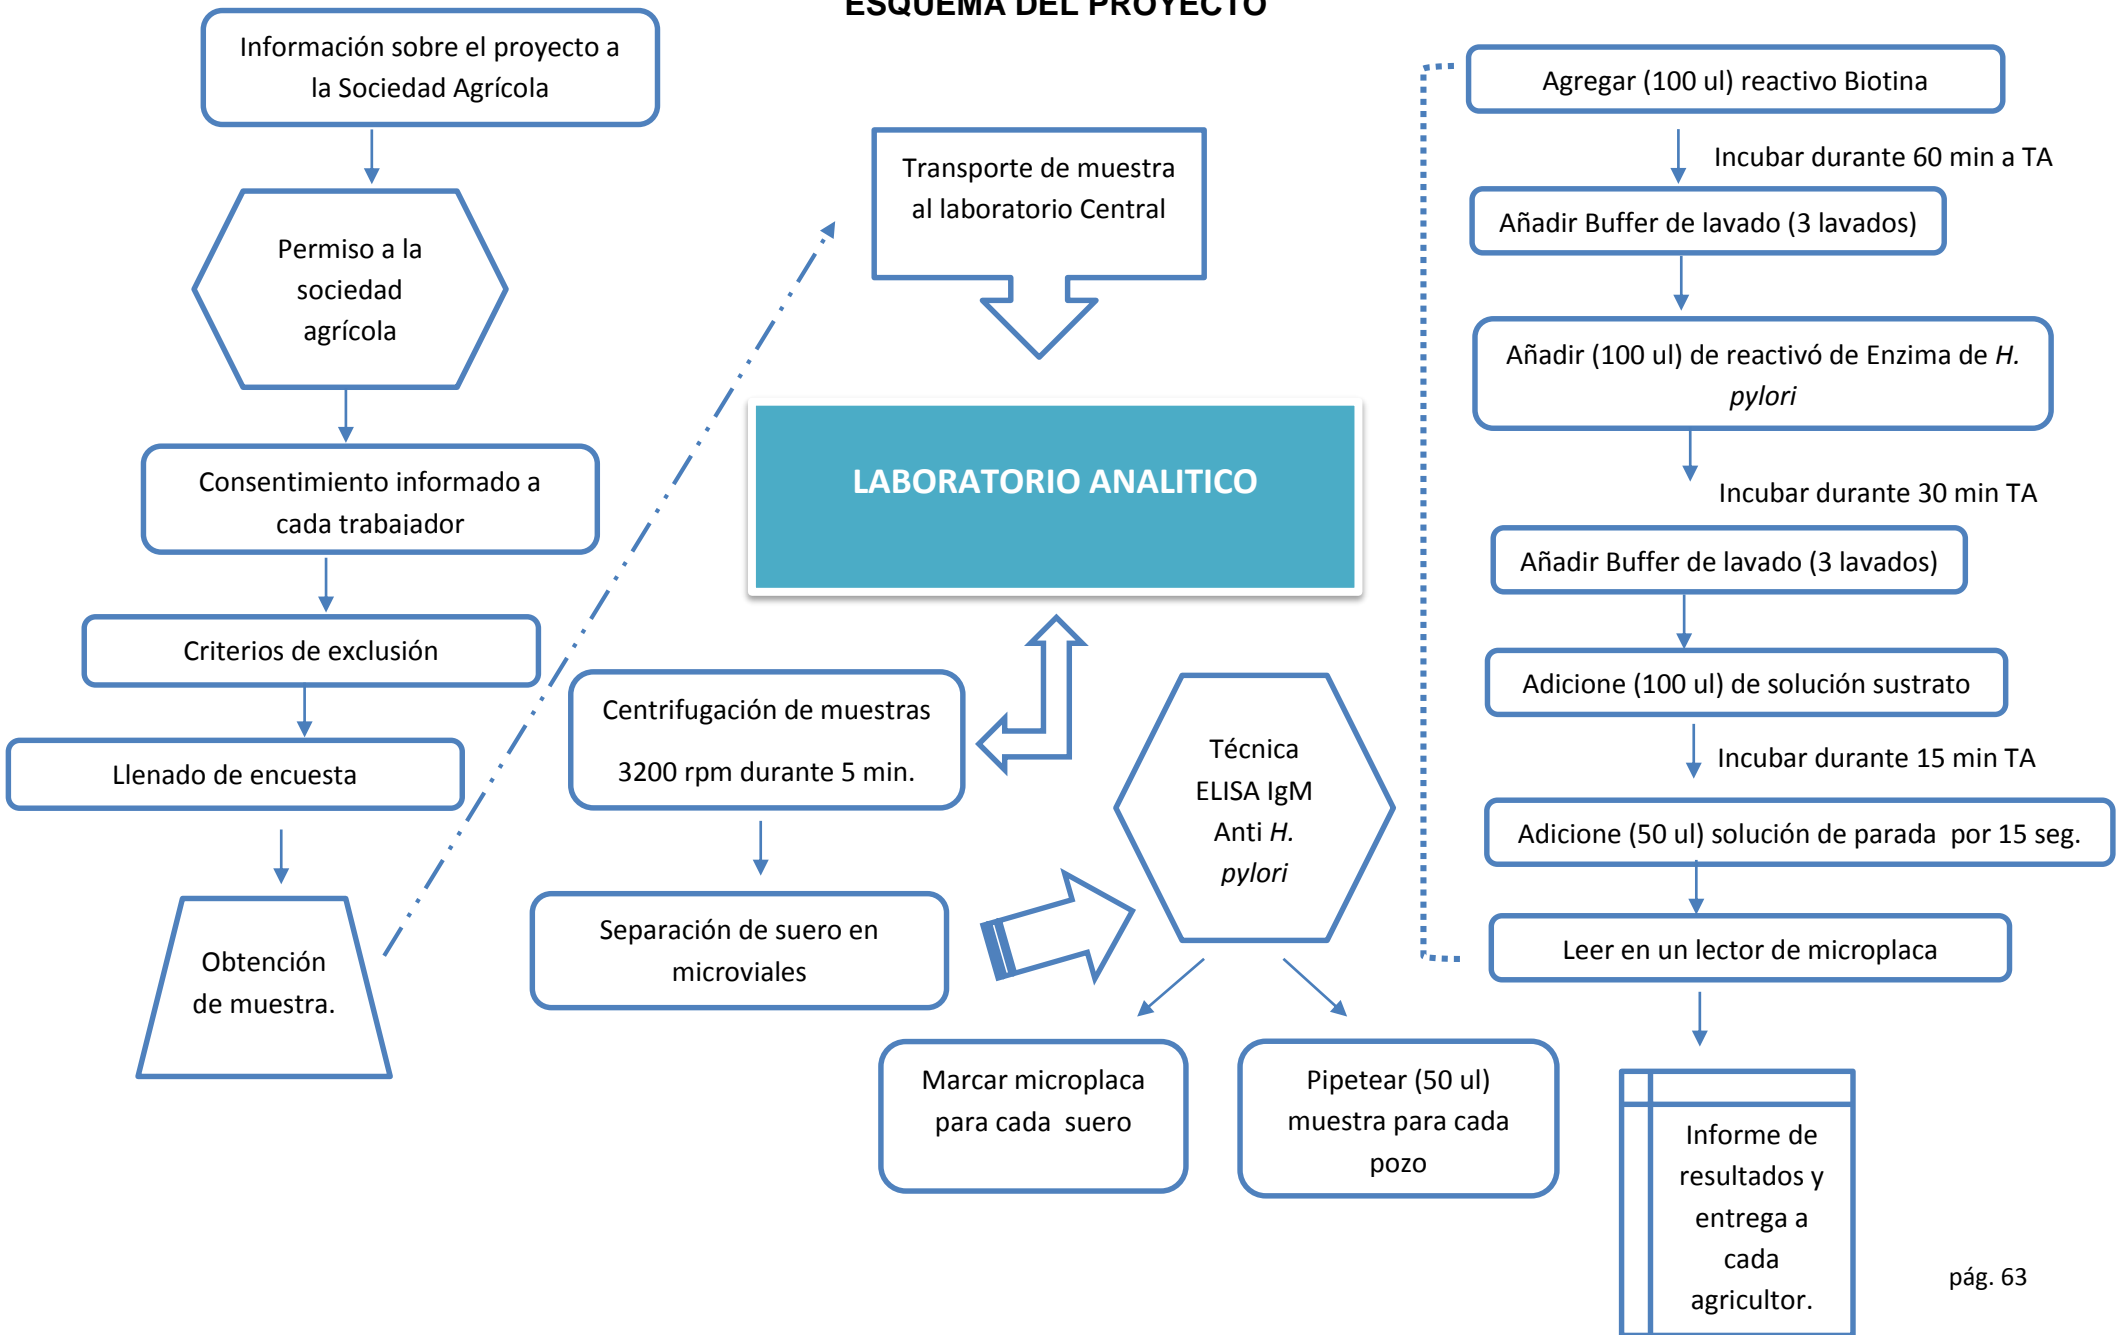 ESQUEMA DEL PROYECTO
Información sobre el proyecto a
la Sociedad Agrícola
Permiso a la
sociedad
agrícola
Consentimiento informado a
cada trabajador
Criterios de exclusión
Llenado de encuesta
Obtención
de muestra.
Transporte de muestra
al laboratorio Central
LABORATORIO ANALITICO
Centrifugación de muestras
3200 rpm durante 5 min.
Separación de suero en
microviales
Técnica
ELISA IgM
Anti H.
pylori
Marcar microplaca
para cada suero
Pipetear (50 ul)
muestra para cada
pozo
Agregar (100 ul) reactivo Biotina
Incubar durante 60 min a TA
Añadir Buffer de lavado (3 lavados)
Añadir (100 ul) de reactivó de Enzima de H.
pylori
Incubar durante 30 min TA
Añadir Buffer de lavado (3 lavados)
Adicione (100 ul) de solución sustrato
Incubar durante 15 min TA
Adicione (50 ul) solución de parada por 15 seg.
Leer en un lector de microplaca
Informe de
resultados y
entrega a
cada
agricultor.
pág. 63